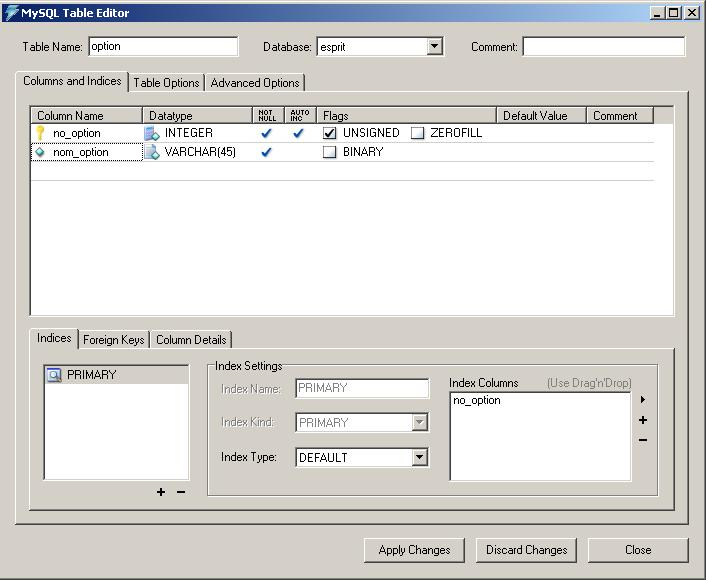 MySQL Table Editor
Table Name: option Database: esprit Comment:
Columns and Indices Table Options Advanced Options
Column Name Datatype NOT NULL AUTO INC Flags Default Value Comment
no_option INTEGER UNSIGNED ZEROFILL
nom_option VARCHAR(45) BINARY
Indices Foreign Keys Column Details
PRIMARY
Index Settings
Index Name: PRIMARY
Index Kind: PRIMARY
Index Type: DEFAULT
Index Columns (Use Drag'n'Drop)
no_option
Apply Changes Discard Changes Close